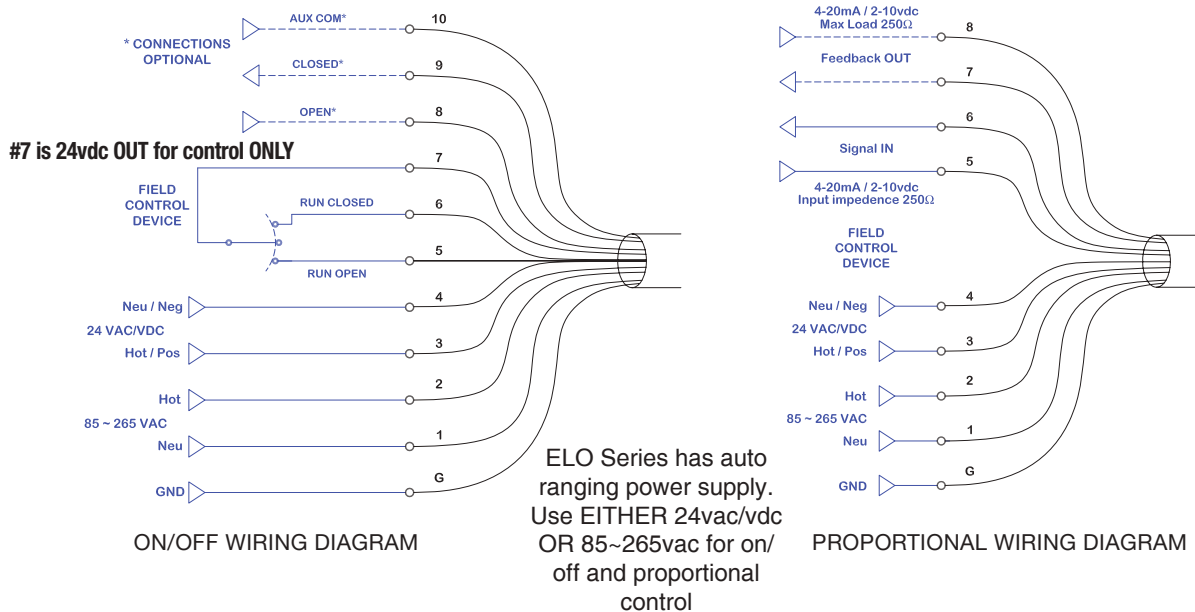 AUX COM*
10
* CONNECTIONS
OPTIONAL
CLOSED*
9
OPEN*
8
#7 is 24vdc OUT for control ONLY
7
FIELD
CONTROL
DEVICE
RUN CLOSED
6
RUN OPEN
5
Neu / Neg
4
24 VAC/VDC
Hot / Pos
3
Hot
2
85 ~ 265 VAC
Neu
1
GND
G
ON/OFF WIRING DIAGRAM
ELO Series has auto
ranging power supply.
Use EITHER 24vac/vdc
OR 85~265vac for on/
off and proportional
control
4-20mA / 2-10vdc
Max Load 250Ω
8
Feedback OUT
7
6
Signal IN
5
4-20mA / 2-10vdc
Input impedence 250Ω
FIELD
CONTROL
DEVICE
Neu / Neg
4
24 VAC/VDC
Hot / Pos
3
Hot
2
85 ~ 265 VAC
Neu
1
GND
G
PROPORTIONAL WIRING DIAGRAM